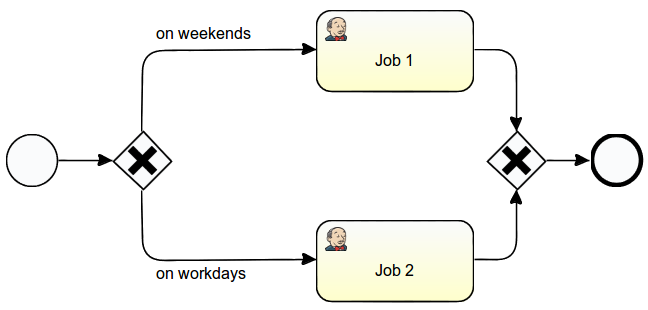 on weekends
Job 1
Job 2
on workdays